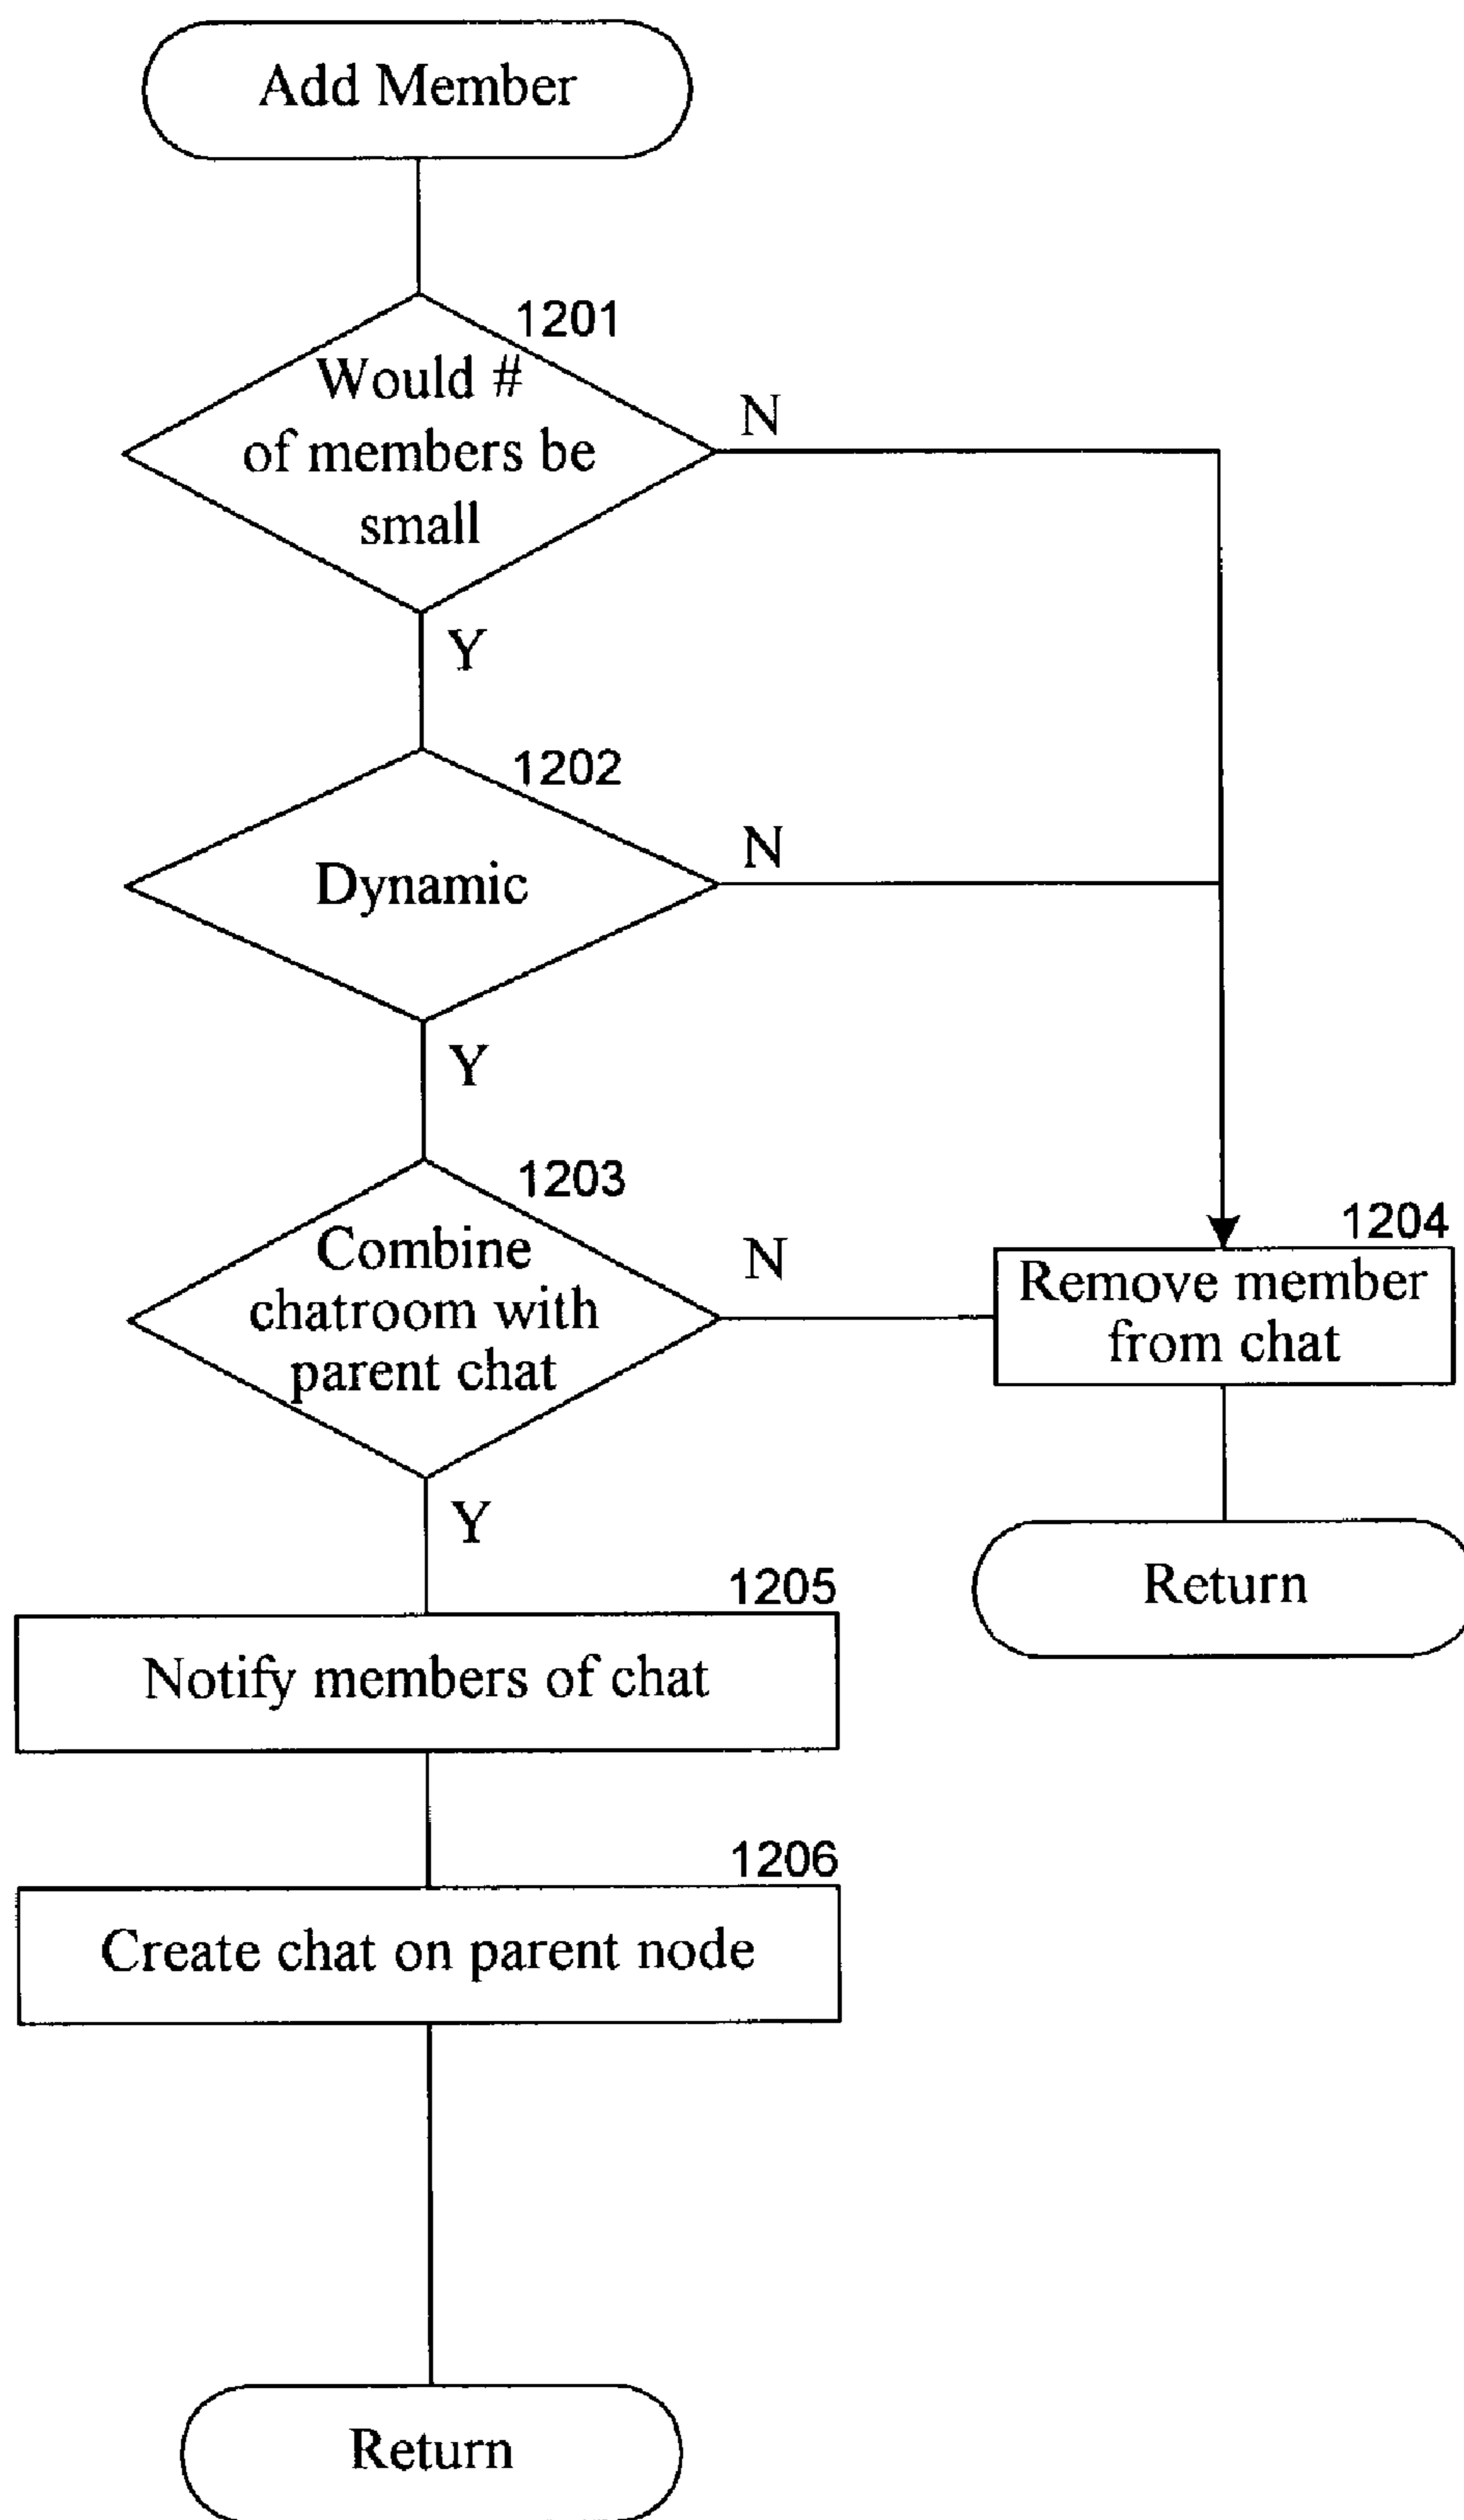 Add Member
1201
Would #
of members be
small
N
Y
1202
Dynamic
N
Y
1203
Combine
chatroom with
parent chat
N
Y
1204
Remove member
from chat
Return
1205
Notify members of chat
1206
Create chat on parent node
Return